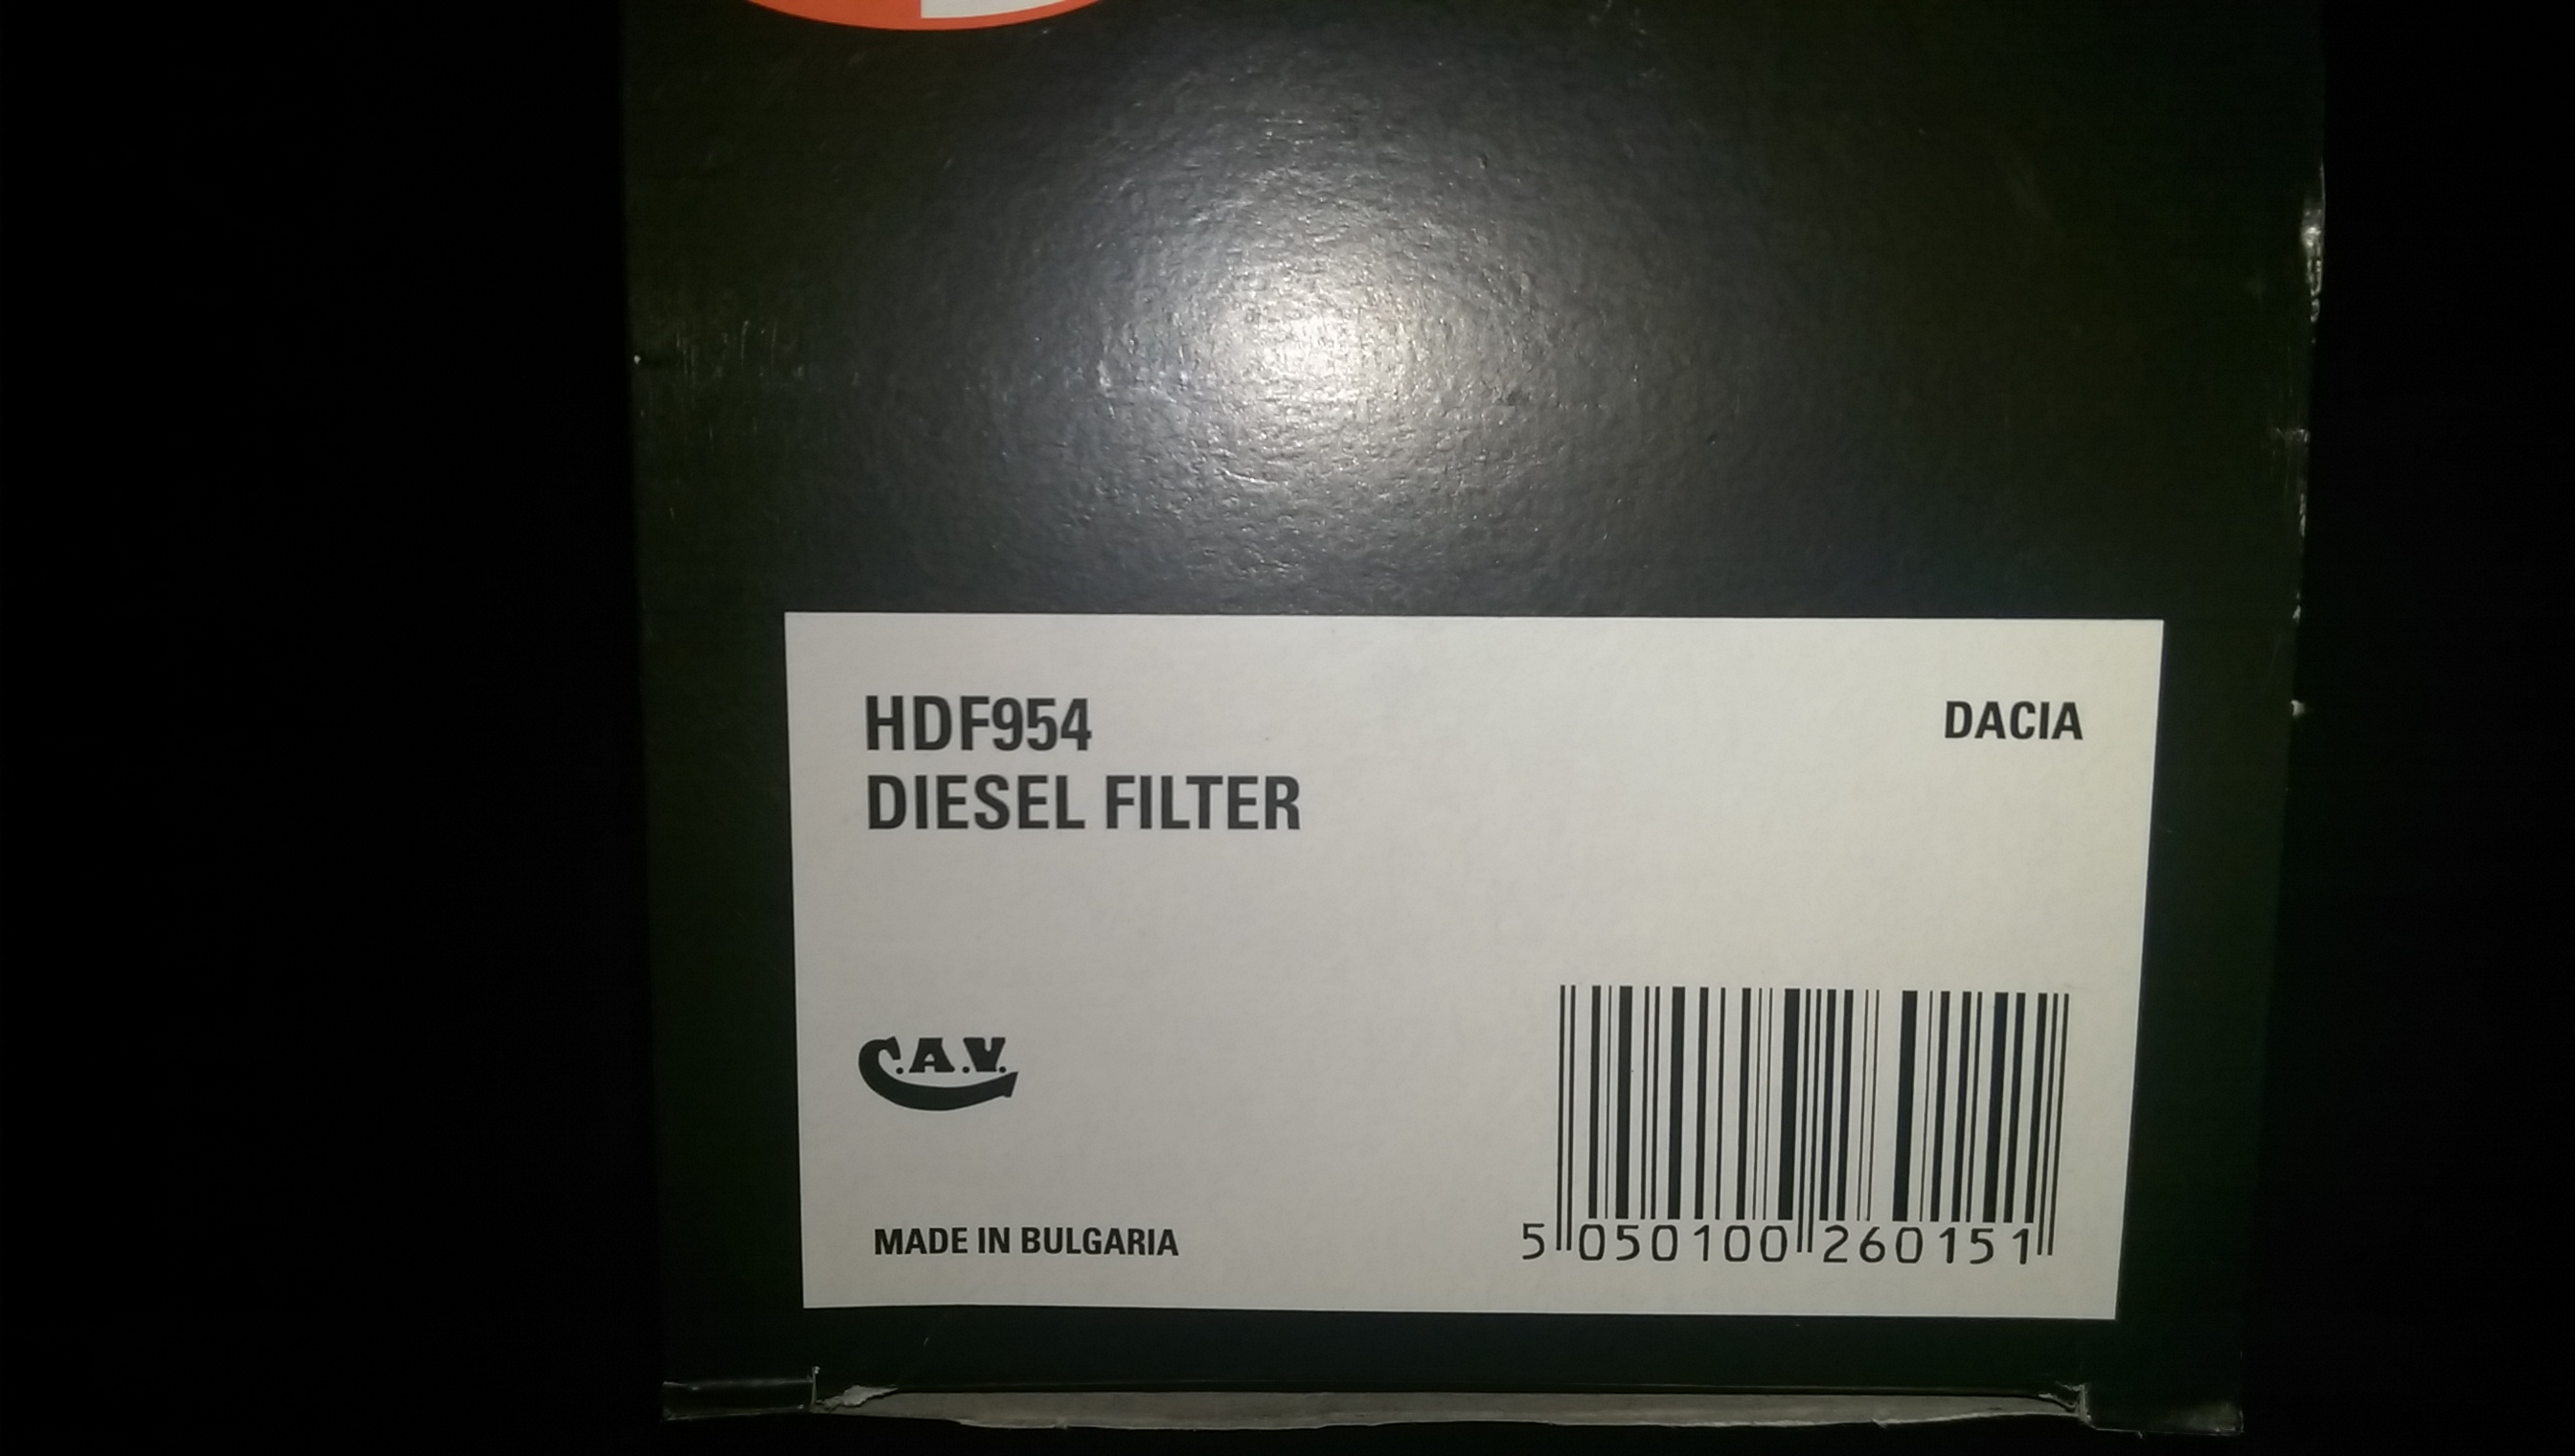 HDF954
DACIA
DIESEL FILTER
C.A.V.
MADE IN BULGARIA
5 050100 260151